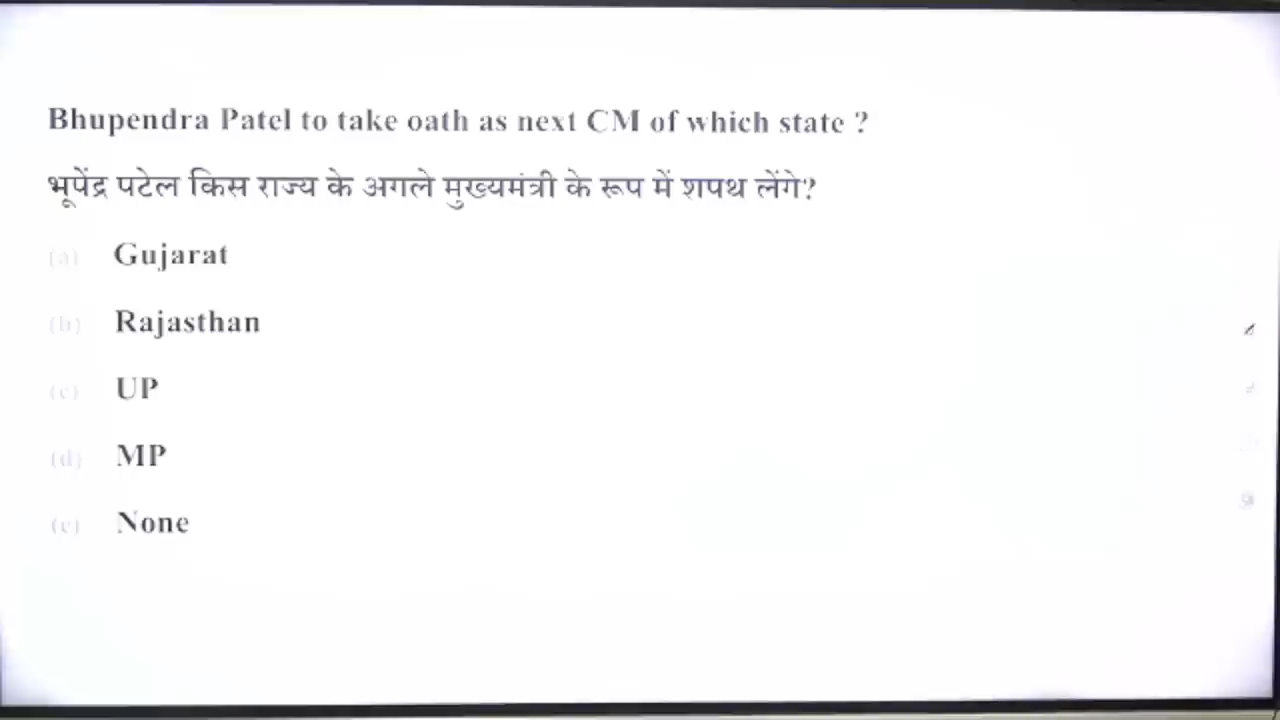 Bhupendra Patel to take oath as next CM of which state ?
भूपेंद्र पटेल किस राज्य के अगले मुख्यमंत्री के रूप में शपथ लेंगे?
(a) Gujarat
(b) Rajasthan
(c) UP
(d) MP
(e) None